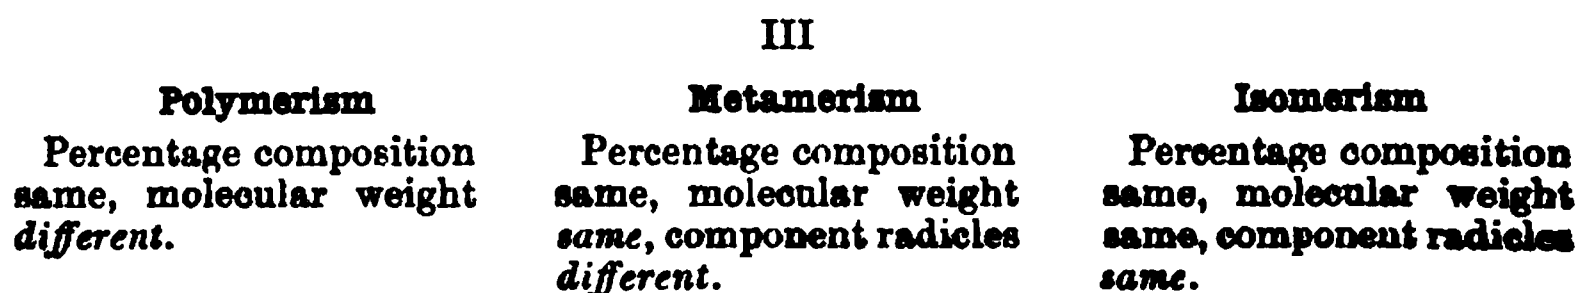 III
Polymerism
Percentage composition
same, molecular weight
different.
Metamerism
Percentage composition
same, molecular weight
same, component radicles
different.
Isomerism
Percentage composition
same, molecular weight
same, component radicles
same.